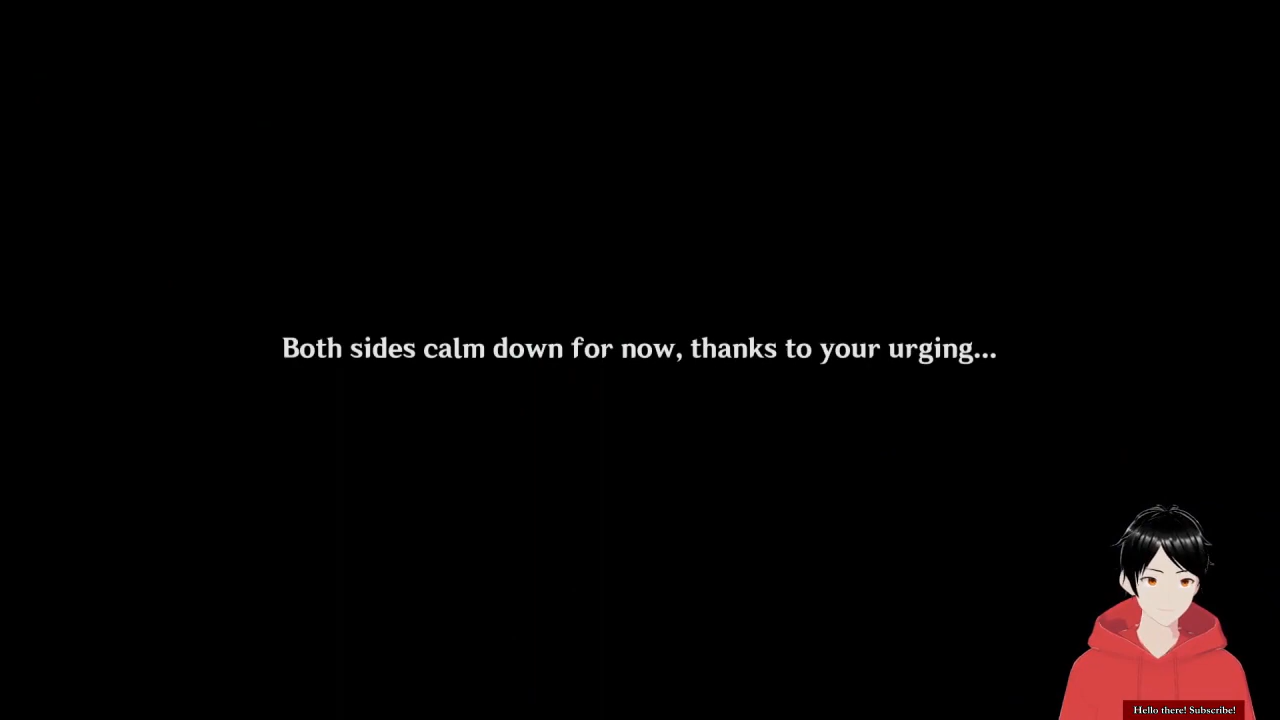 Both sides calm down for now, thanks to your urging...
Hello there! Subscribe!